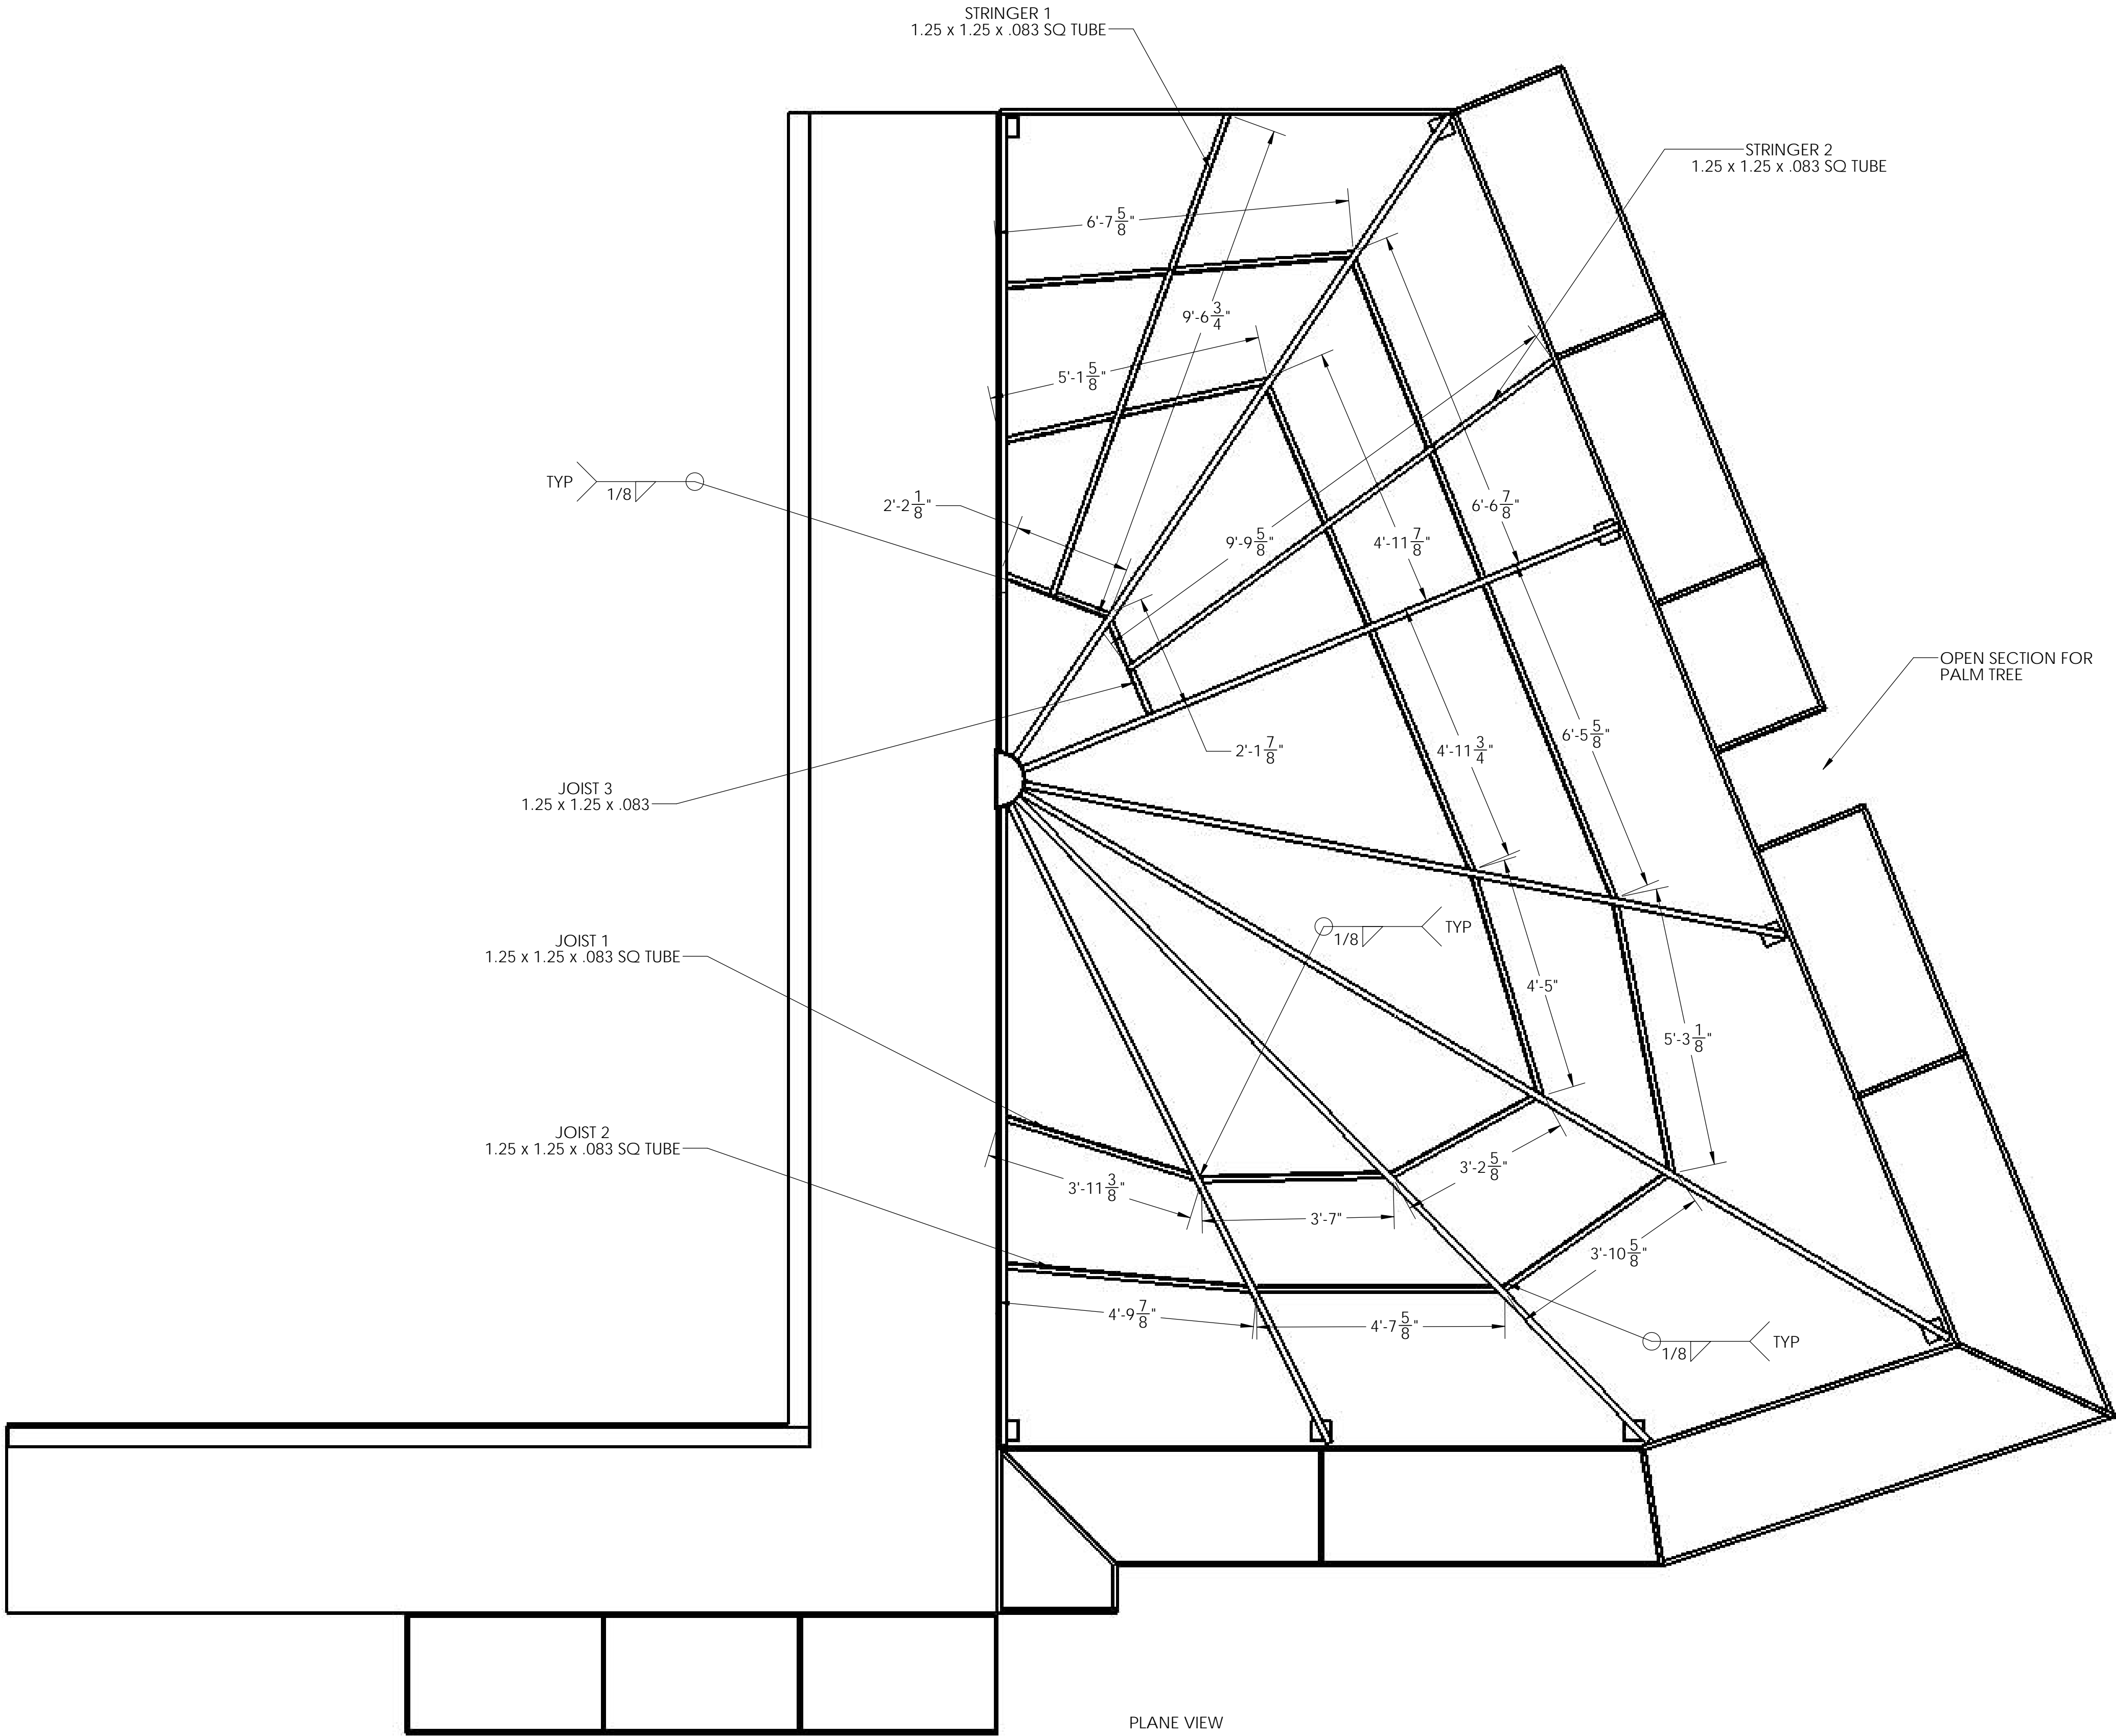 STRINGER 1
1.25 x 1.25 x .083 SQ TUBE
STRINGER 2
1.25 x 1.25 x .083 SQ TUBE
6'-7 5/8"
9'-6 3/4"
5'-1 5/8"
TYP
1/8
2'-2 1/8"
6'-6 7/8"
9'-9 5/8"
4'-11 7/8"
OPEN SECTION FOR
PALM TREE
6'-5 5/8"
2'-1 7/8"
4'-11 3/4"
JOIST 3
1.25 x 1.25 x .083
1/8
TYP
JOIST 1
1.25 x 1.25 x .083 SQ TUBE
4'-5"
5'-3 1/8"
JOIST 2
1.25 x 1.25 x .083 SQ TUBE
3'-2 5/8"
3'-11 3/8"
3'-7"
3'-10 5/8"
4'-9 7/8"
4'-7 5/8"
1/8
TYP
PLANE VIEW